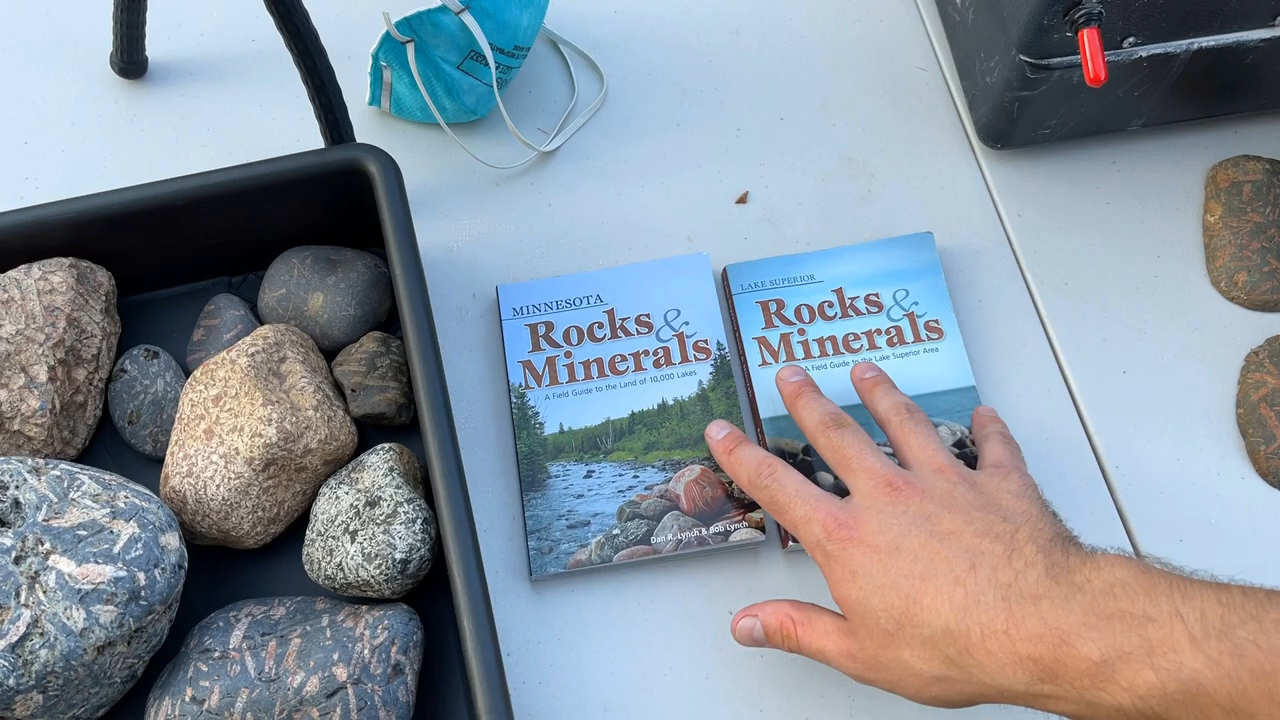 MINNESOTA
Rocks &
Minerals
A Field Guide to the Land of 10,000 Lakes
Dan R. Lynch & Bob Lynch
LAKE SUPERIOR
Rocks &
Minerals
A Field Guide to the Lake Superior Area